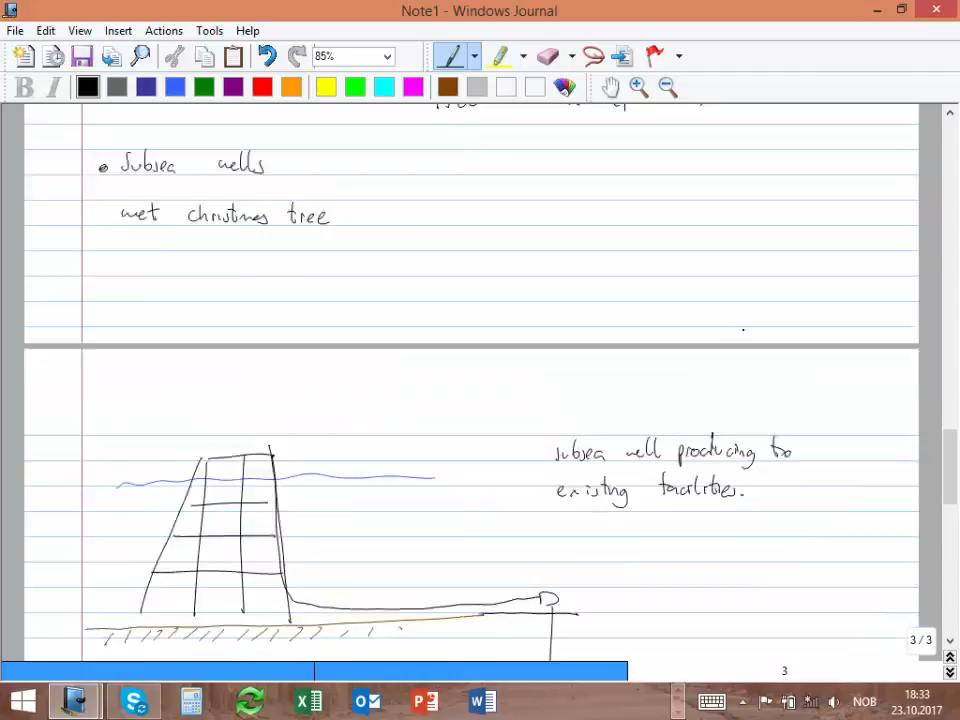 Note1 - Windows Journal
File Edit View Insert Actions Tools Help
85%
B I
• Subsea wells
wet christmas tree
subsea well producing to
existing facilities.
3 / 3
3
NOB
18:33
23.10.2017